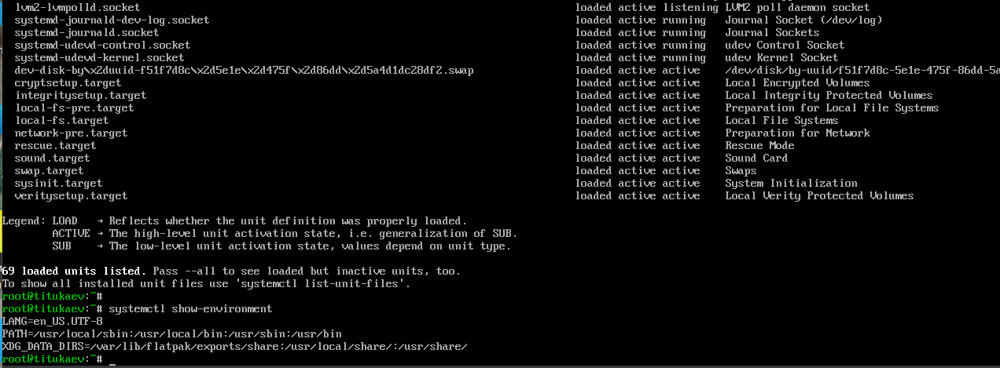 lvm2-lvmpolld.socket loaded active listening LVM2 poll daemon socket
systemd-journald-dev-log.socket loaded active running Journal Socket (/dev/log)
systemd-journald.socket loaded active running Journal Sockets
systemd-udevd-control.socket loaded active running udev Control Socket
systemd-udevd-kernel.socket loaded active running udev Kernel Socket
dev-disk-by\x2duuid-f51f7d8c\x2d5e1e\x2d475f\x2d86dd\x2d5a4d1dc28df2.swap loaded active active /dev/disk/by-uuid/f51f7d8c-5e1e-475f-86dd-5a
cryptsetup.target loaded active active Local Encrypted Volumes
integritysetup.target loaded active active Local Integrity Protected Volumes
local-fs-pre.target loaded active active Preparation for Local File Systems
local-fs.target loaded active active Local File Systems
network-pre.target loaded active active Preparation for Network
rescue.target loaded active active Rescue Mode
sound.target loaded active active Sound Card
swap.target loaded active active Swaps
sysinit.target loaded active active System Initialization
veritysetup.target loaded active active Local Verity Protected Volumes
Legend: LOAD → Reflects whether the unit definition was properly loaded.
ACTIVE → The high-level unit activation state, i.e. generalization of SUB.
SUB → The low-level unit activation state, values depend on unit type.
69 loaded units listed. Pass --all to see loaded but inactive units, too.
To show all installed unit files use 'systemctl list-unit-files'.
root@titukaev:~#
root@titukaev:~# systemctl show-environment
LANG=en_US.UTF-8
PATH=/usr/local/sbin:/usr/local/bin:/usr/sbin:/usr/bin
XDG_DATA_DIRS=/var/lib/flatpak/exports/share:/usr/local/share/:/usr/share/
root@titukaev:~# _